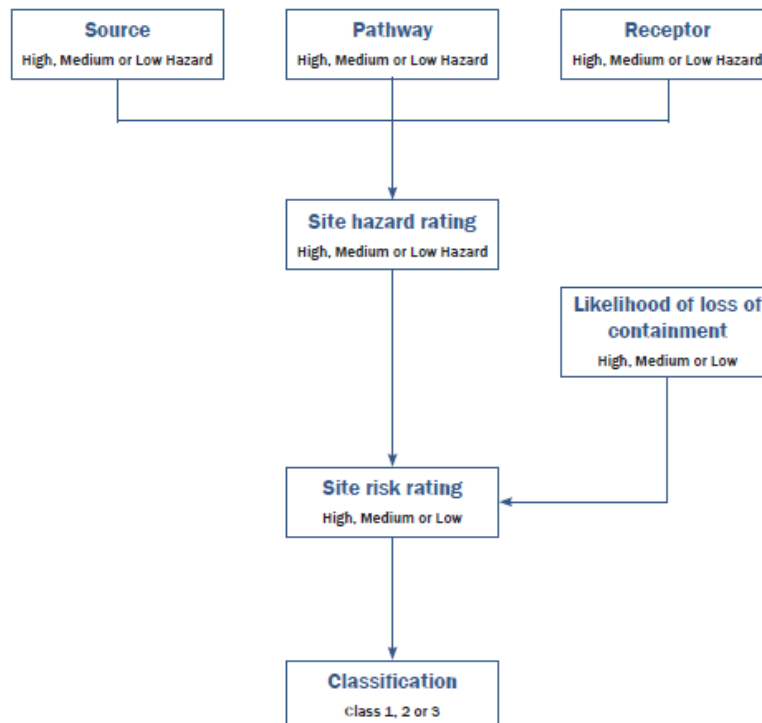 Source
High, Medium or Low Hazard
Pathway
High, Medium or Low Hazard
Receptor
High, Medium or Low Hazard
Site hazard rating
High, Medium or Low Hazard
Likelihood of loss of
containment
High, Medium or Low
Site risk rating
High, Medium or Low
Classification
Class 1, 2 or 3